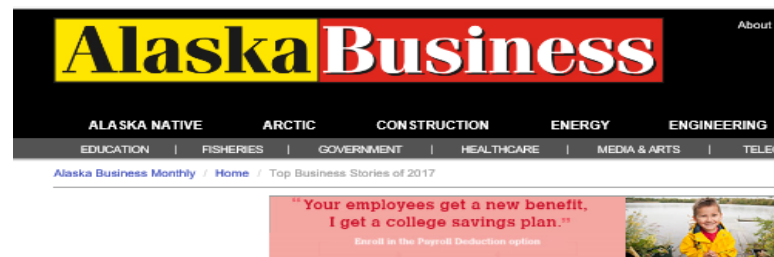 About
Alaska Business
ALASKA NATIVE ARCTIC CONSTRUCTION ENERGY ENGINEERING
EDUCATION | FISHERIES | GOVERNMENT | HEALTHCARE | MEDIA & ARTS | TELE
Alaska Business Monthly / Home / Top Business Stories of 2017
"Your employees get a new benefit,
I get a college savings plan."
Enroll in the Payroll Deduction option